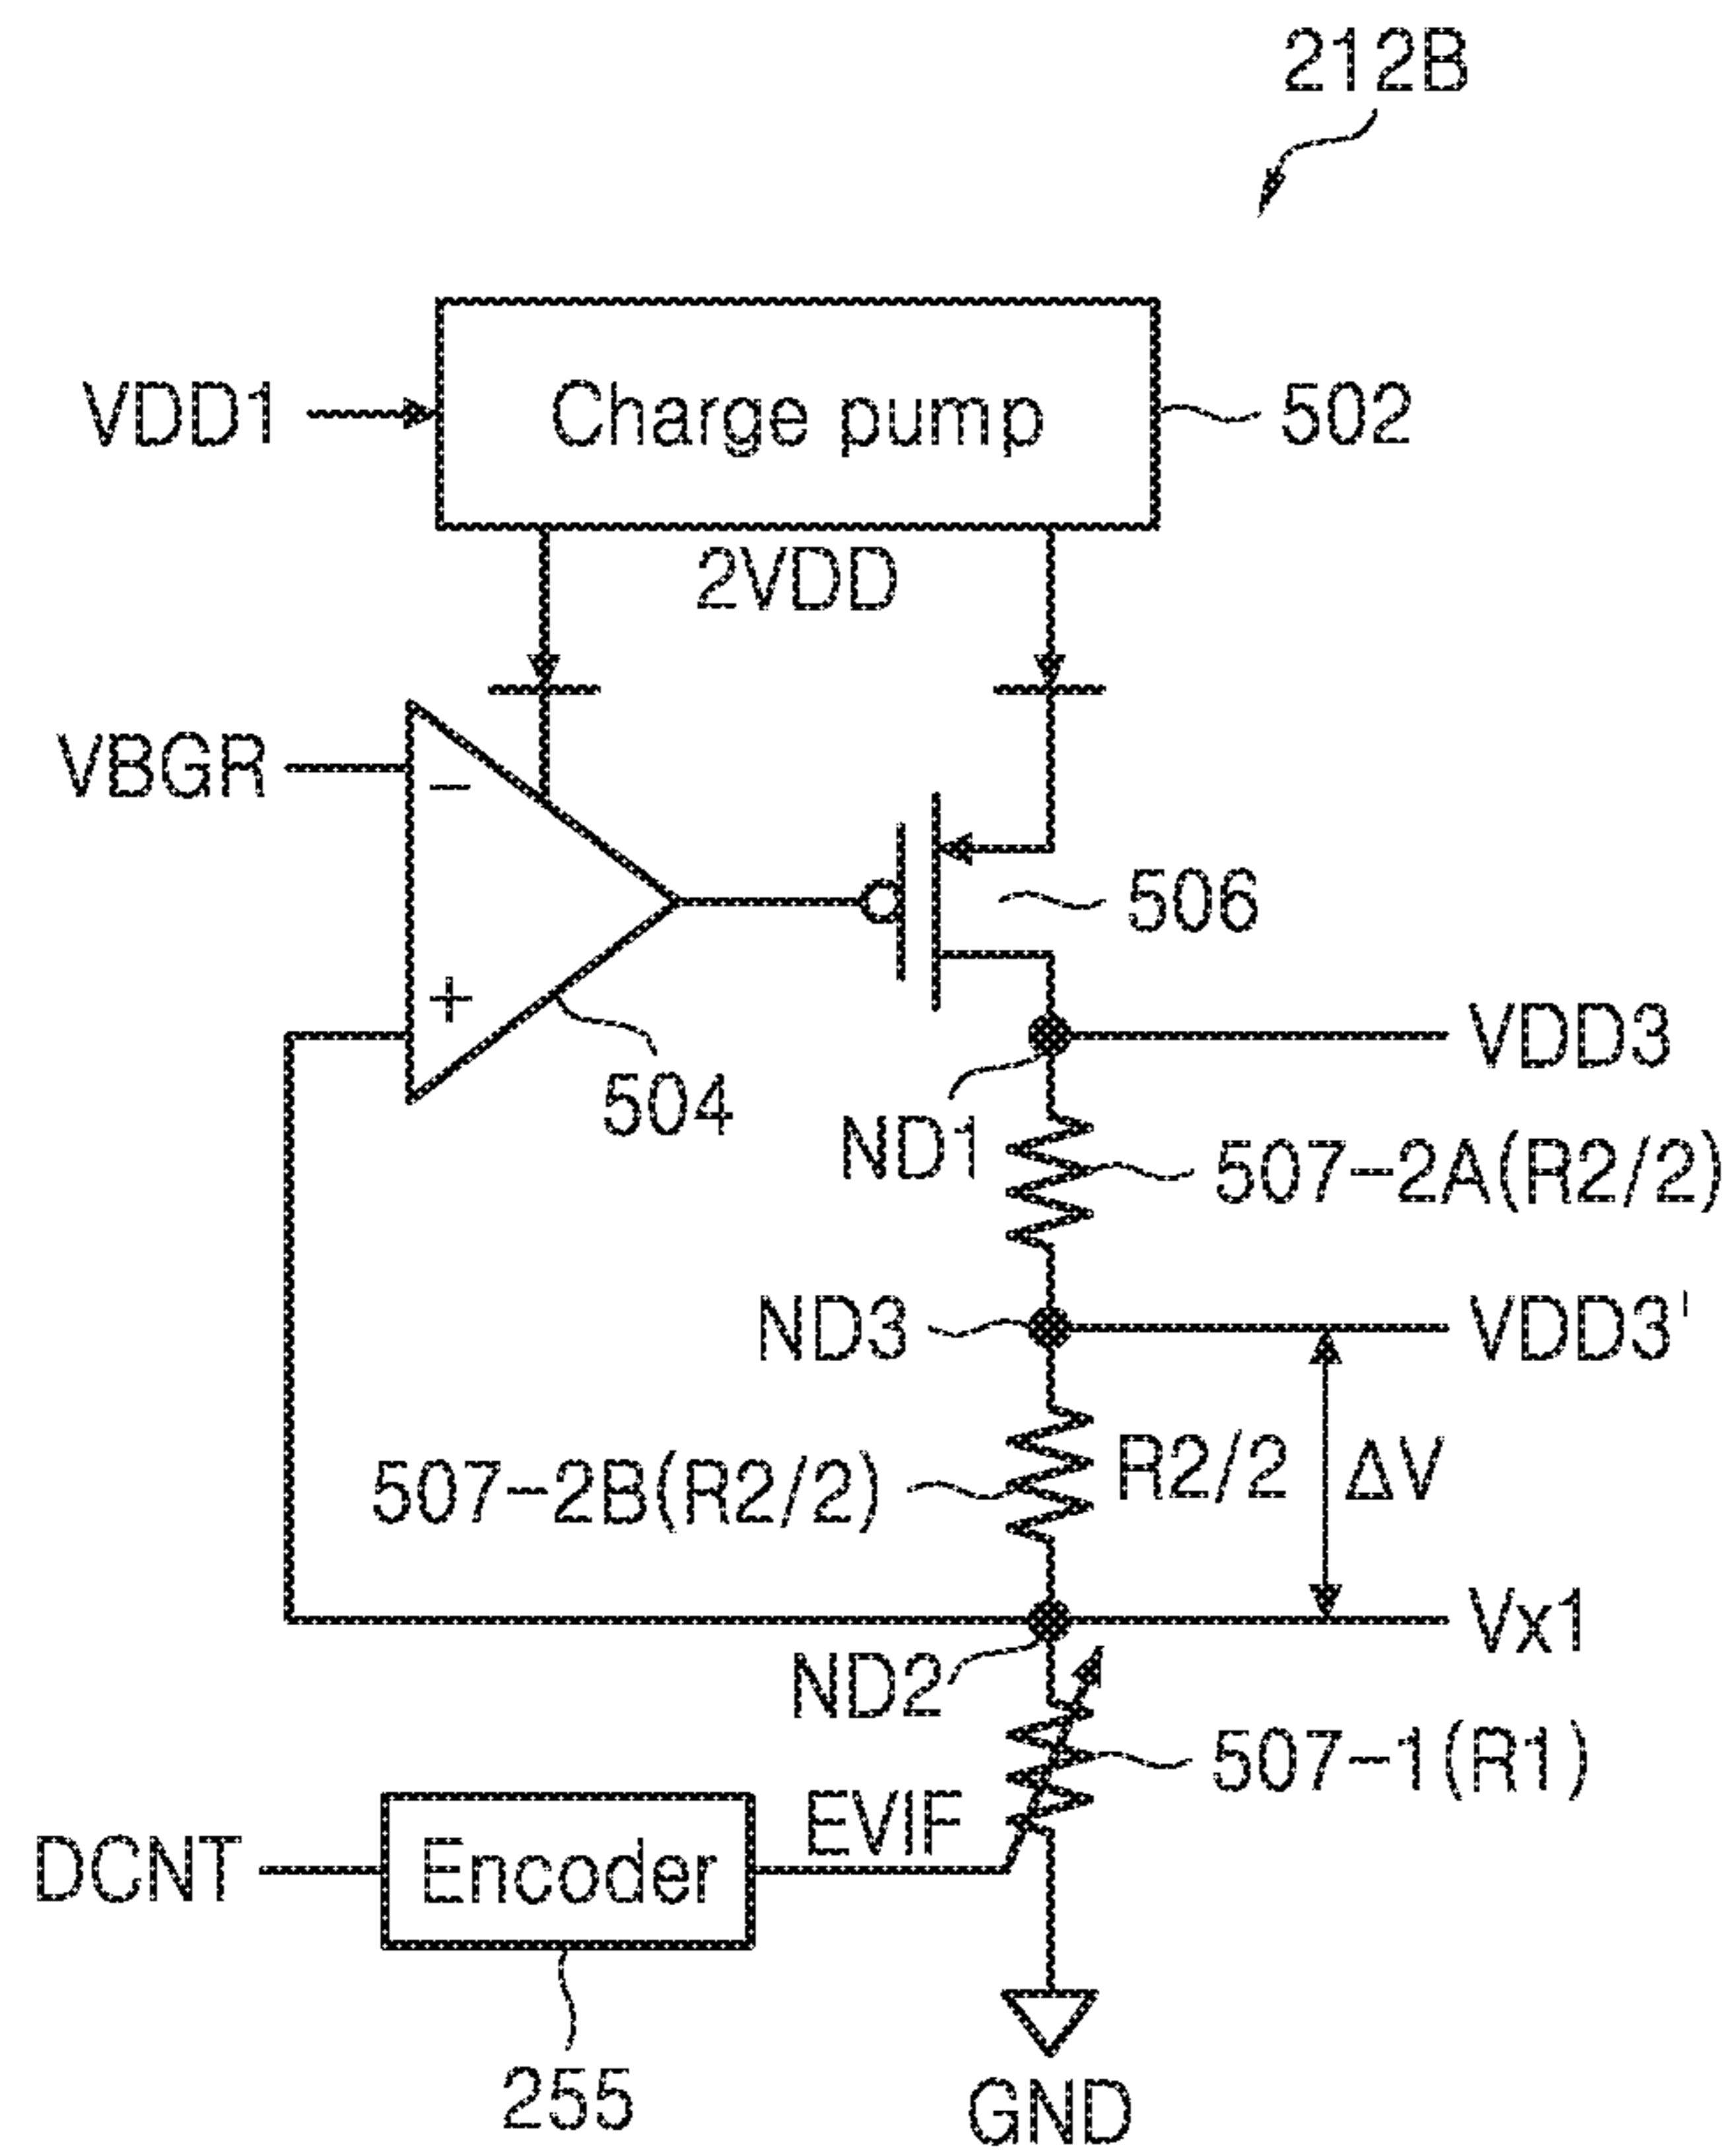 212B
VDD1
Charge pump
502
2VDD
VBGR
−
+
506
504
VDD3
ND1
507-2A(R2/2)
ND3
VDD3'
507-2B(R2/2)
R2/2
ΔV
Vx1
ND2
507-1(R1)
EVIF
DCNT
Encoder
255
GND